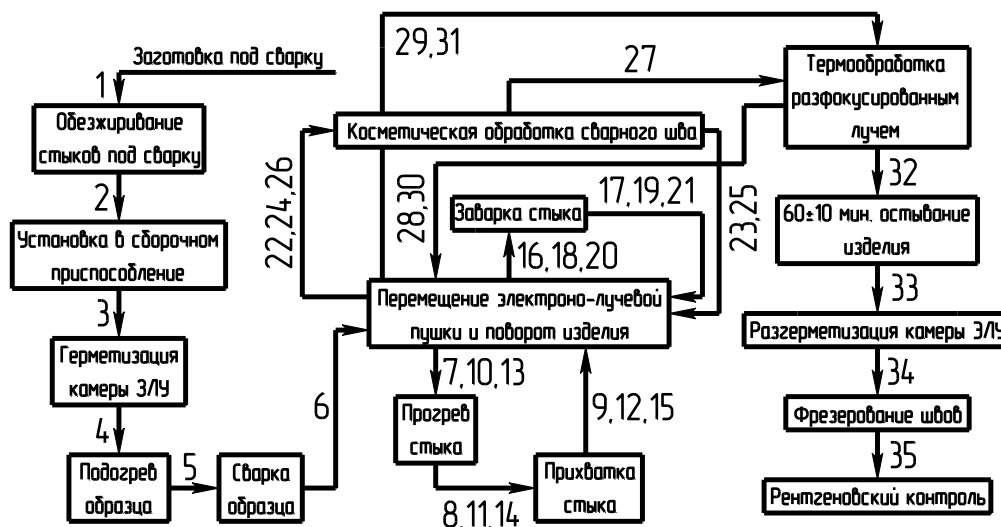 29,31
Заготовка под сварку
1
27
Термообработка
разфокусированным
лучем
Обезжиривание
стыков под сварку
Косметическая обработка сварного шва
2
22,24,26
28,30
17,19,21
23,25
32
Заварка стыка
60±10 мин. остывание
изделия
Установка в сборочном
приспособление
16,18,20
3
Перемещение электроно-лучевой
пушки и поворот изделия
33
Разгерметизация камеры ЭЛУ
Герметизация
камеры ЭЛУ
6
7,10,13
9,12,15
34
4
Прогрев
стыка
Фрезерование швов
5
35
Подогрев
образца
Сварка
образца
Прихватка
стыка
8,11,14
Рентгеновский контроль